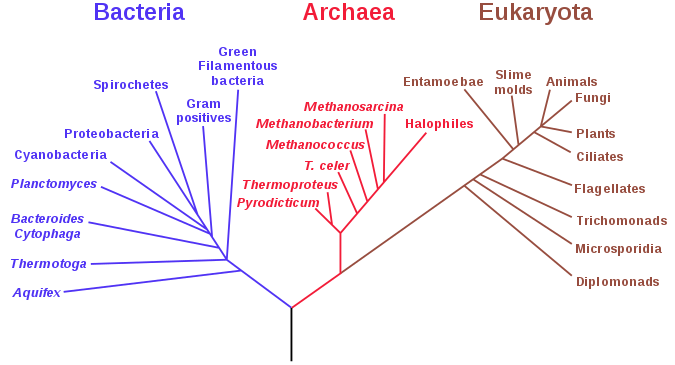 Bacteria
Archaea
Eukaryota
Green
Filamentous
bacteria
Spirochetes
Gram
positives
Proteobacteria
Cyanobacteria
Planctomyces
Bacteroides
Cytophaga
Thermotoga
Aquifex
Methanosarcina
Methanobacterium
Halophiles
Methanococcus
T. celer
Thermoproteus
Pyrodicticum
Entamoebae
Slime
molds
Animals
Fungi
Plants
Ciliates
Flagellates
Trichomonads
Microsporidia
Diplomonads